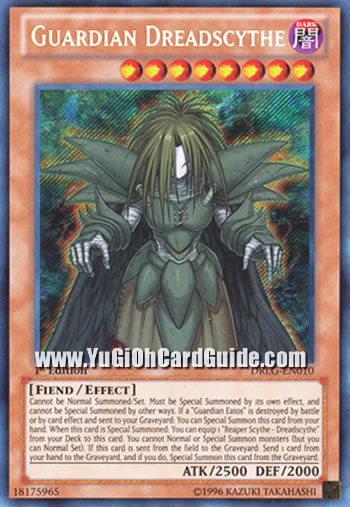 GUARDIAN DREADSCYTHE
DARK
闇
www.YuGiOhCardGuide.com
1st Edition
DRLG-EN010
[FIEND / EFFECT]
Cannot be Normal Summoned/Set. Must be Special Summoned by its own effect, and
cannot be Special Summoned by other ways. If a "Guardian Eatos" is destroyed by battle
or by card effect and sent to your Graveyard: You can Special Summon this card from your
hand. When this card is Special Summoned: You can equip 1 "Reaper Scythe - Dreadscythe"
from your Deck to this card. You cannot Normal or Special Summon monsters (but you
can Normal Set). If this card is sent from the field to the Graveyard: Send 1 card from
your hand to the Graveyard, and if you do, Special Summon this card from the Graveyard.
ATK/2500 DEF/2000
18175965
©1996 KAZUKI TAKAHASHI